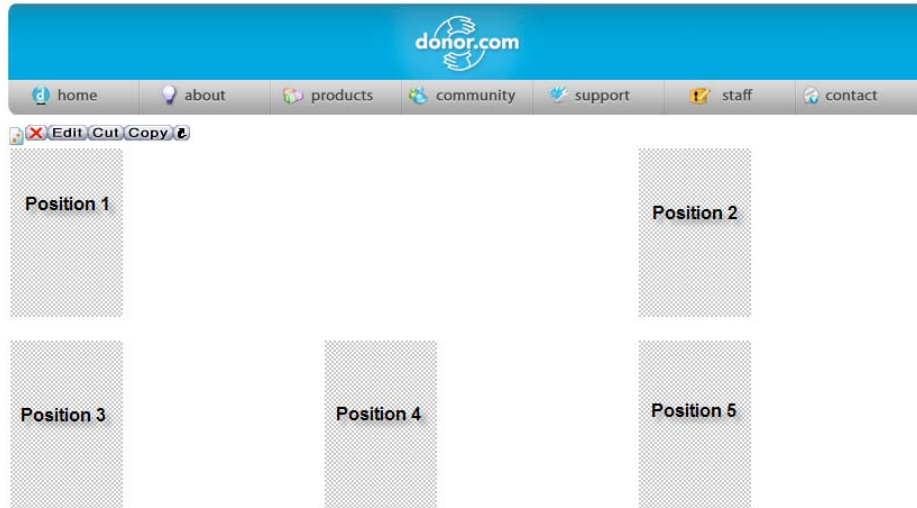 donor.com
home about products community support staff contact
Edit Cut Copy
Position 1
Position 2
Position 3 Position 4 Position 5